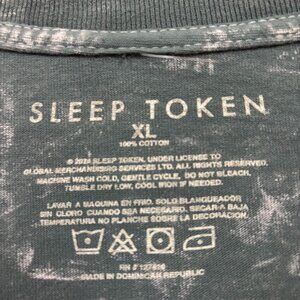 SLEEP TOKEN
XL
100% COTTON
© 2024 SLEEP TOKEN. UNDER LICENSE TO
GLOBAL MERCHANDISING SERVICES LTD. ALL RIGHTS RESERVED.
MACHINE WASH COLD, GENTLE CYCLE. DO NOT BLEACH.
TUMBLE DRY LOW, COOL IRON IF NEEDED.
LAVAR A MAQUINA EN FRIO. SOLO BLANQUEADOR
SIN CLORO CUANDO SEA NECESARIO. SECAR A BAJA
TEMPERATURA NO PLANCHE SOBRE LA DECORACION.
RN #
MADE IN DOMINICAN REPUBLIC